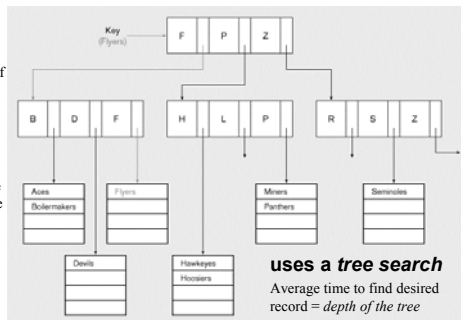 Key
(Flyers)
F P Z
of
B D F
H L P
R S Z
Aces
Boilermakers
Flyers
Miners
Panthers
Seminoles
Devils
Hawkeyes
Hoosiers
uses a tree search
Average time to find desired
record = depth of the tree